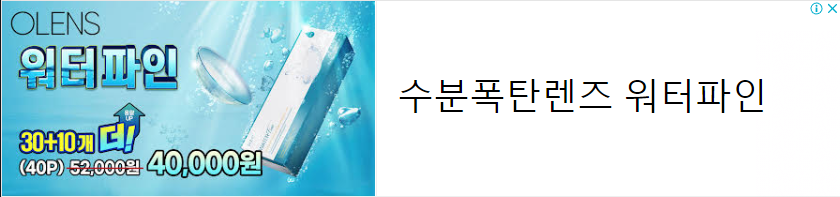 OLENS
워터파인
30+10개 더!
(40P) 52,000원 40,000원
수분폭탄렌즈 워터파인